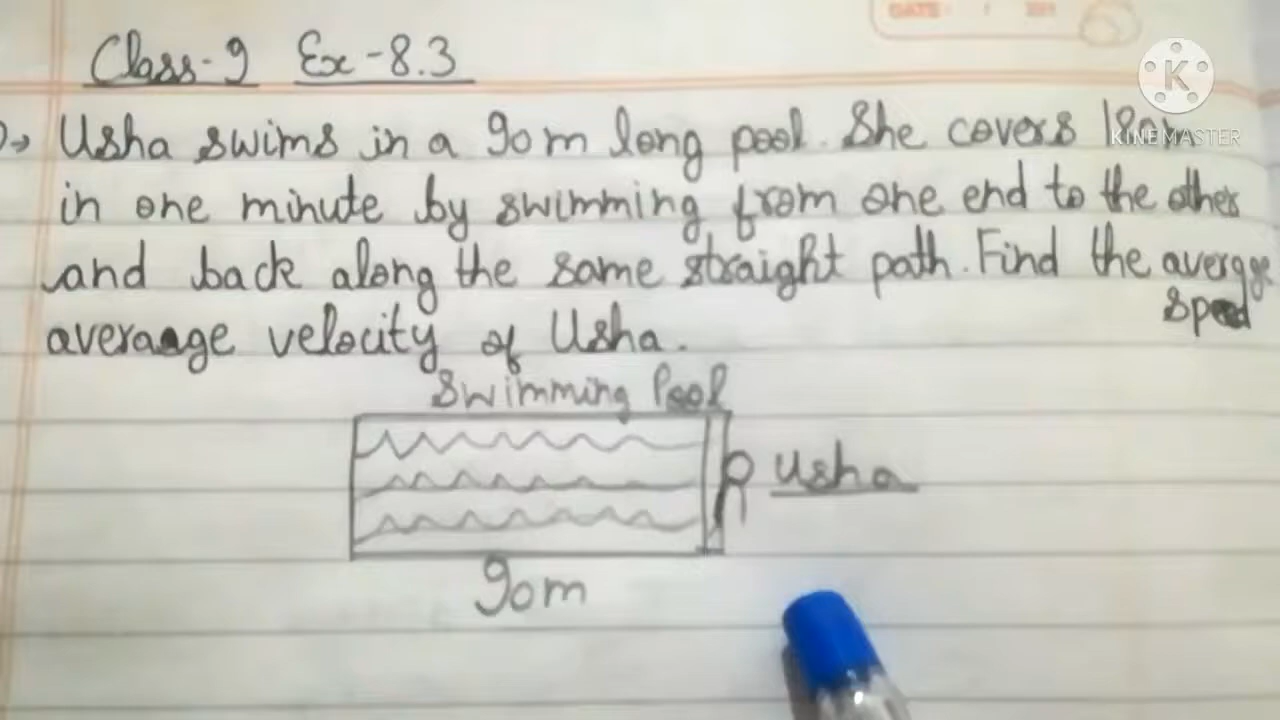 DATE
Class-9 Ex-8.3
K
KINEMASTER
Usha swims in a 90m long pool. She covers
in one minute by swimming from one end to the other
and back along the same straight path. Find the average
speed
average velocity of Usha.
Swimming Pool
Usha
90m